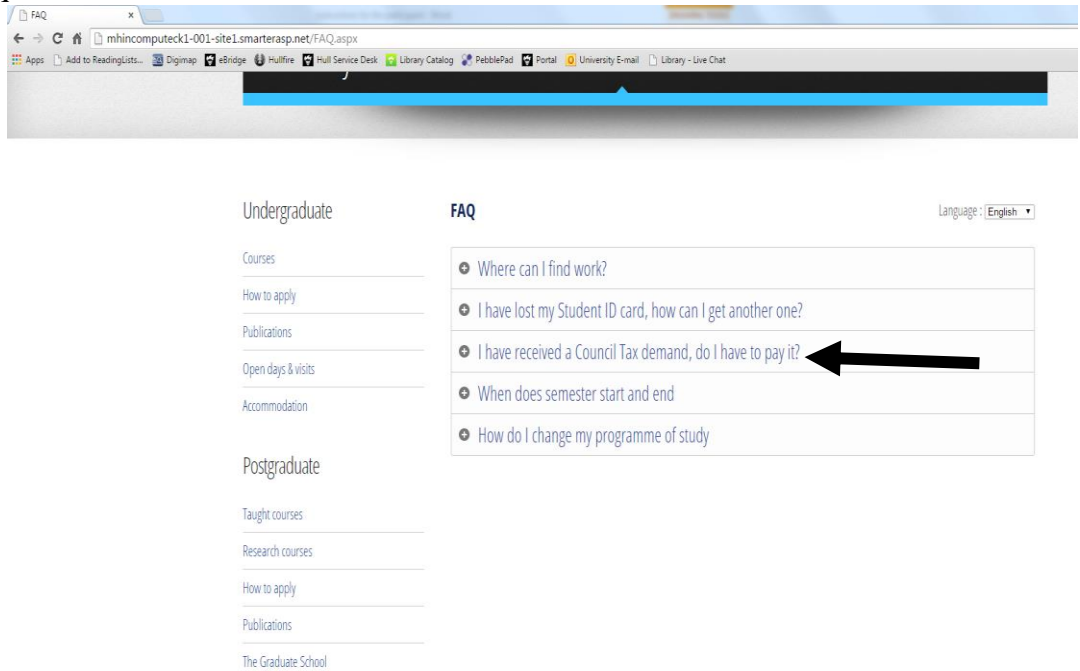 FAQ x
mhincomputeck1-001-site1.smarterasp.net/FAQ.aspx
Apps Add to ReadingLists... Digimap eBridge Hullfire Hull Service Desk Library Catalog PebblePad Portal University E-mail Library - Live Chat
Undergraduate
Courses
How to apply
Publications
Open days & visits
Accommodation
Postgraduate
Taught courses
Research courses
How to apply
Publications
The Graduate School
FAQ Language : English
Where can I find work?
I have lost my Student ID card, how can I get another one?
I have received a Council Tax demand, do I have to pay it?
When does semester start and end
How do I change my programme of study